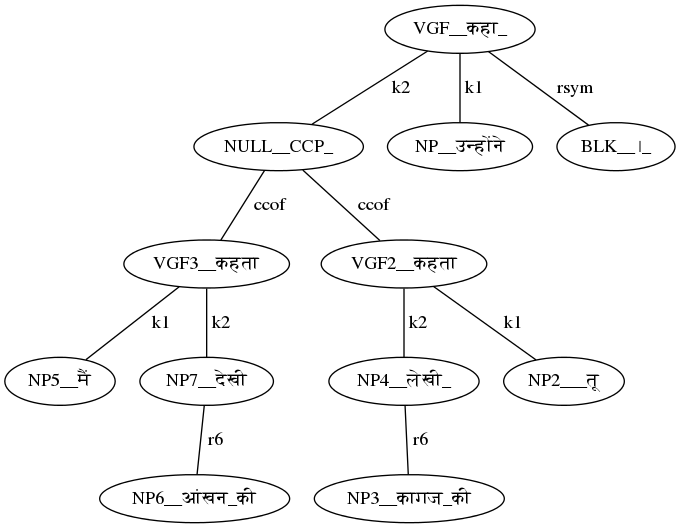 VGF__कहा_
k2 k1 rsym
NULL__CCP_ NP__उन्होंने BLK__।_
ccof ccof
VGF3__कहता VGF2__कहता
k1 k2 k2 k1
NP5__मैं NP7__देखी NP4__लेखी_ NP2___तू
r6 r6
NP6__आंखन_की NP3__कागज_की